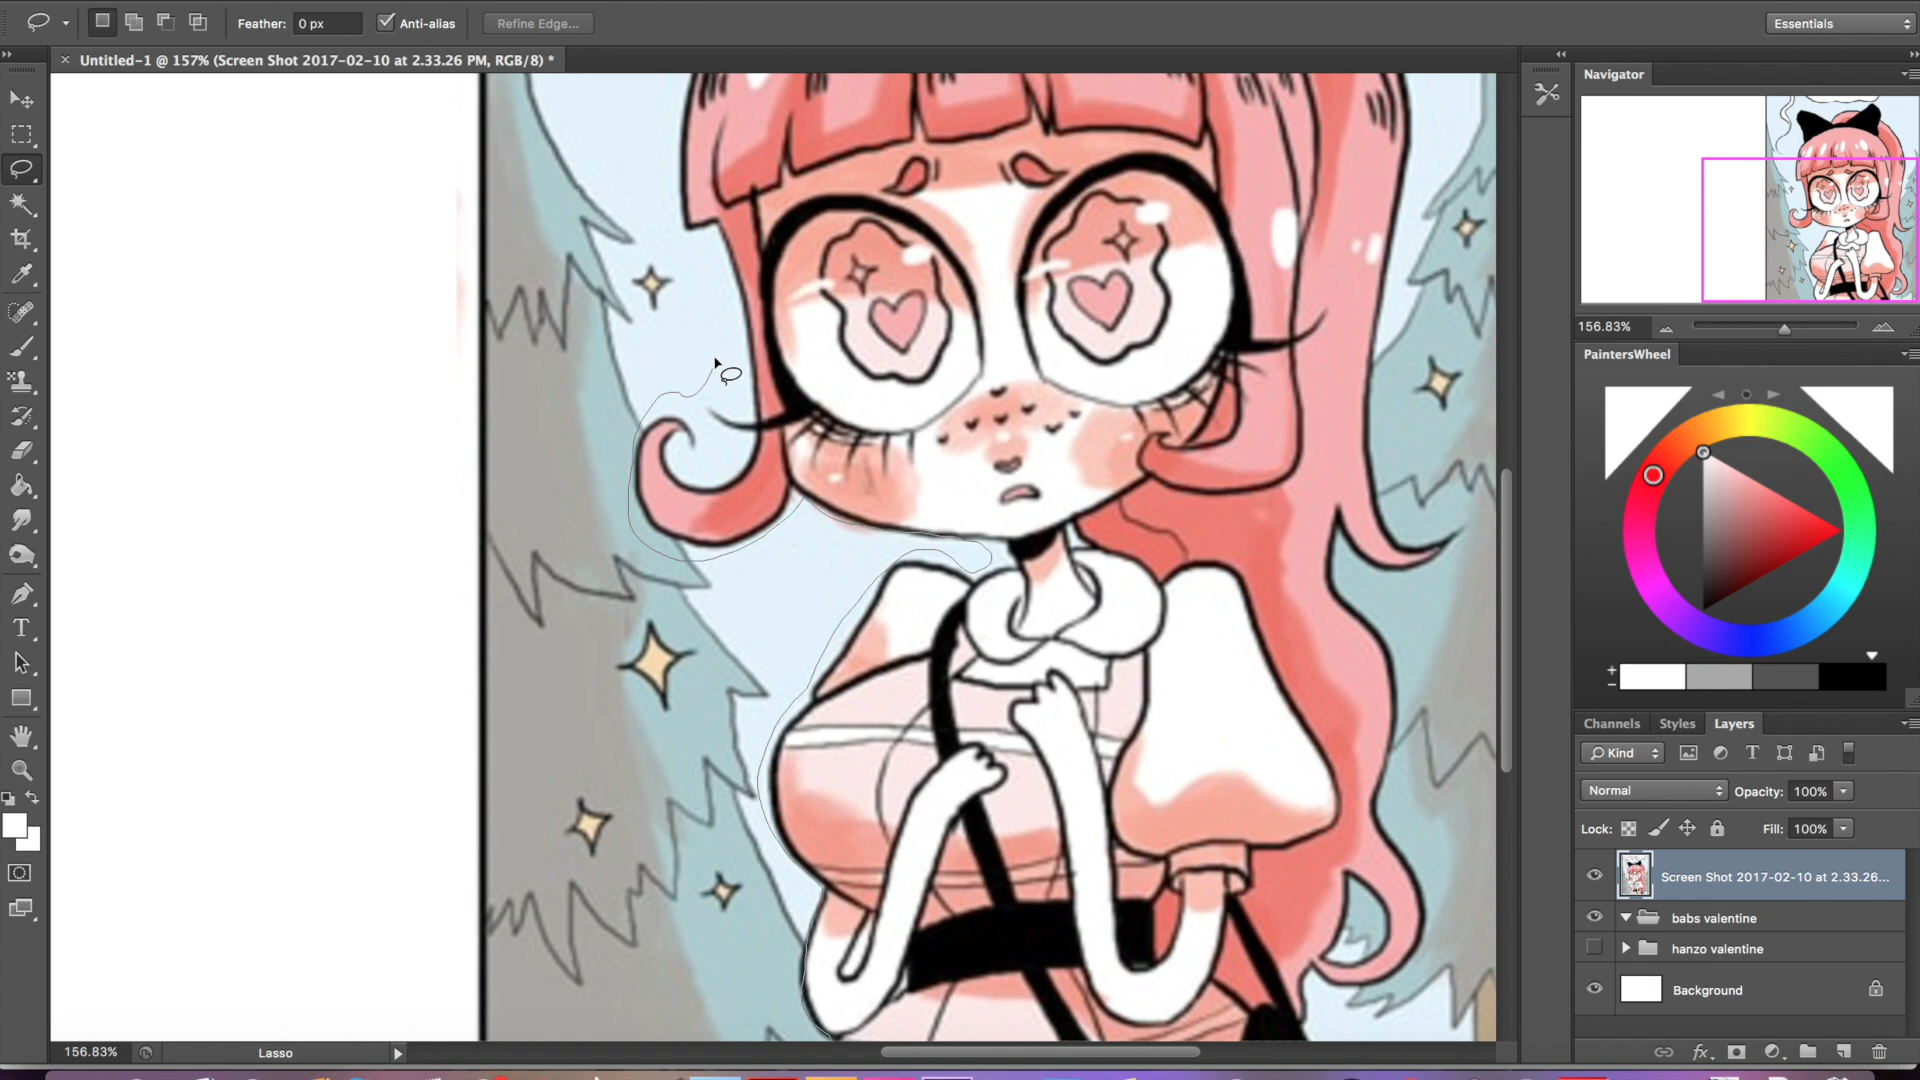 Feather: 0 px Anti-alias Refine Edge... Essentials
Untitled-1 @ 157% (Screen Shot 2017-02-10 at 2.33.26 PM, RGB/8) *
Navigator
156.83%
PaintersWheel
Channels Styles Layers
Kind
Normal Opacity: 100%
Lock: Fill: 100%
Screen Shot 2017-02-10 at 2.33.26...
babs valentine
hanzo valentine
Background
156.83% Lasso